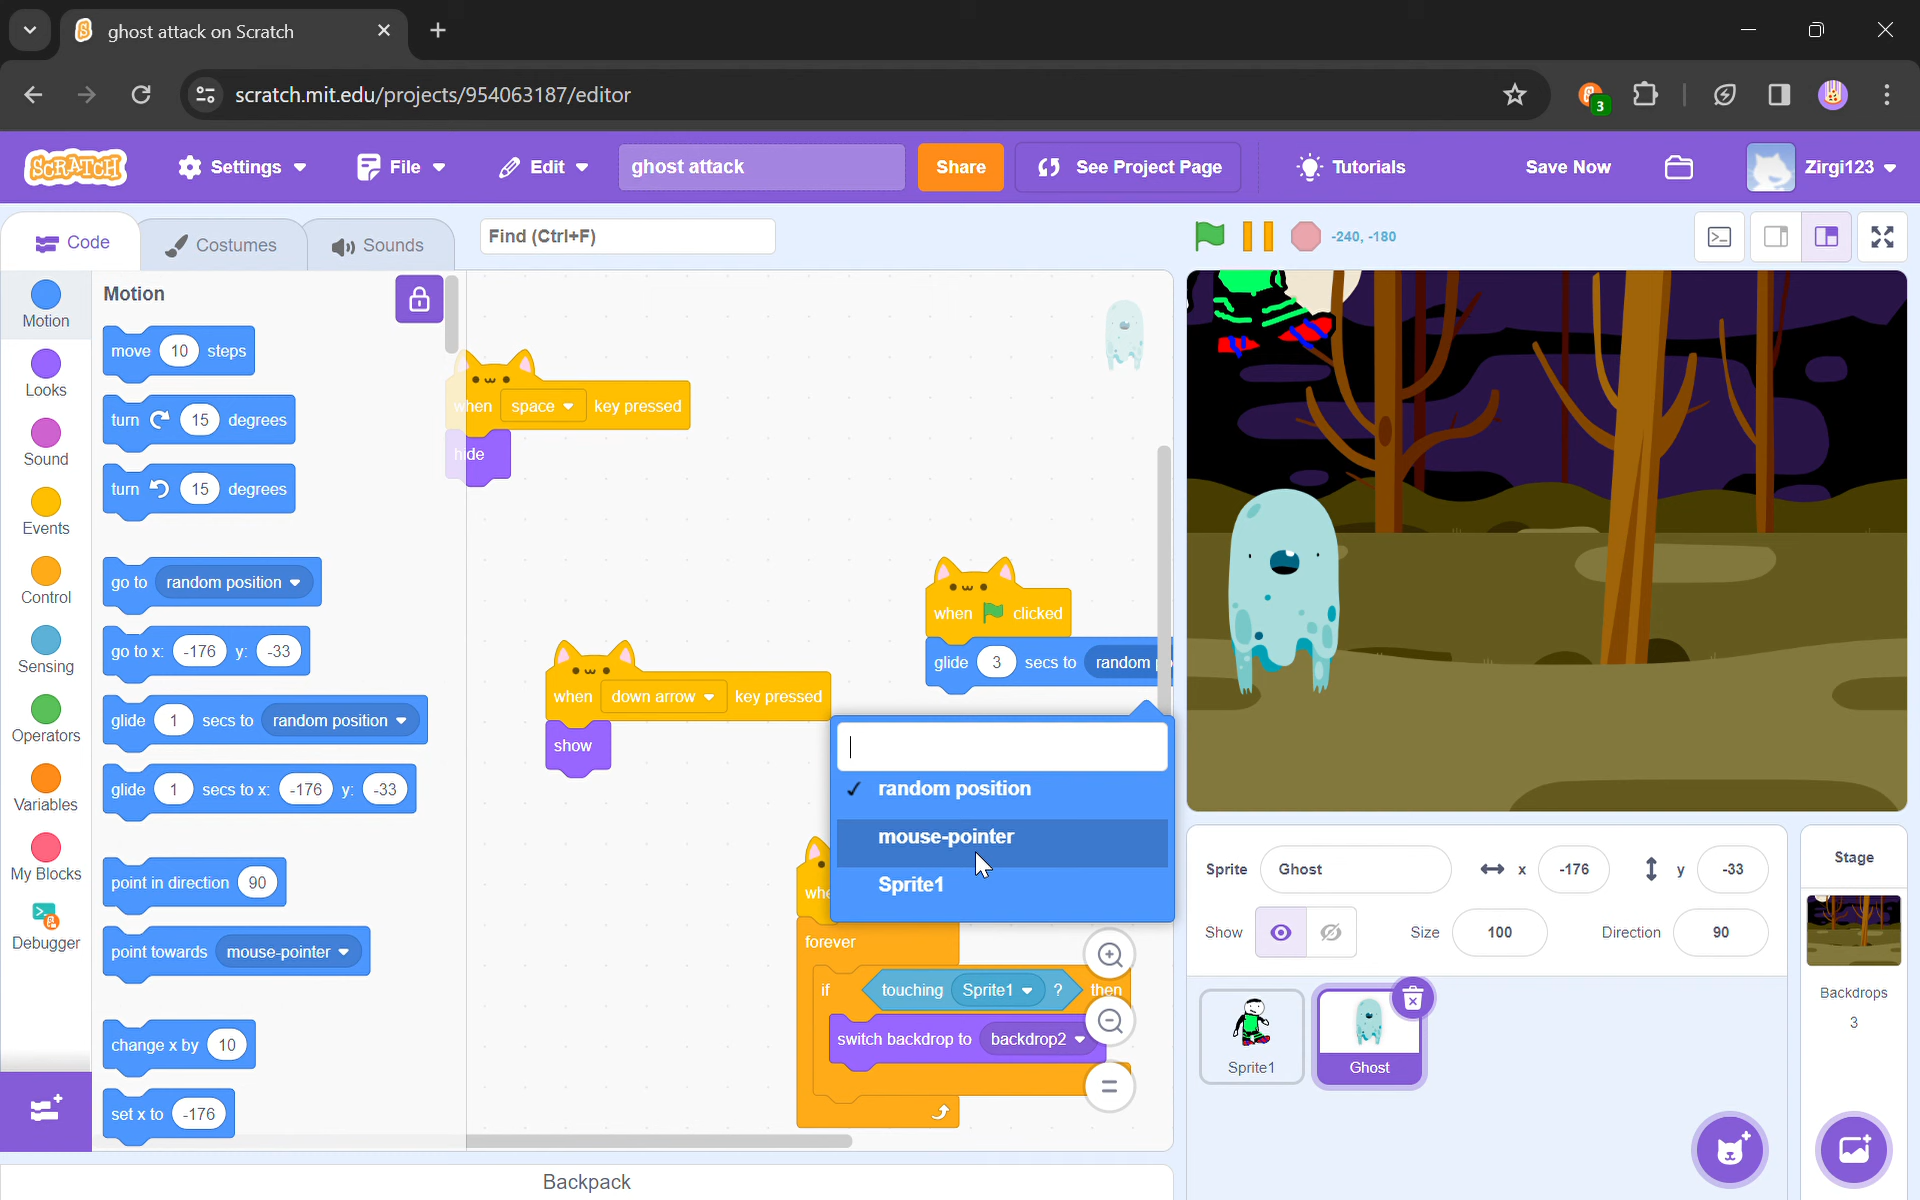 ghost attack on Scratch
scratch.mit.edu/projects/954063187/editor
3
SCRATCH
Settings
File
Edit
ghost attack
Share
See Project Page
Tutorials
Save Now
Zirgi123
Code
Costumes
Sounds
Find (Ctrl+F)
-240, -180
Motion
Looks
Sound
Events
Control
Sensing
Operators
Variables
My Blocks
Debugger
Motion
move 10 steps
turn 15 degrees
turn 15 degrees
go to random position
go to x: -176 y: -33
glide 1 secs to random position
glide 1 secs to x: -176 y: -33
point in direction 90
point towards mouse-pointer
change x by 10
set x to -176
when space key pressed
hide
when down arrow key pressed
show
when clicked
glide 3 secs to random p
random position
mouse-pointer
Sprite1
whe
forever
if touching Sprite1 ? then
switch backdrop to backdrop2
Backpack
Sprite Ghost x -176 y -33
Show Size 100 Direction 90
Sprite1
Ghost
Stage
Backdrops
3